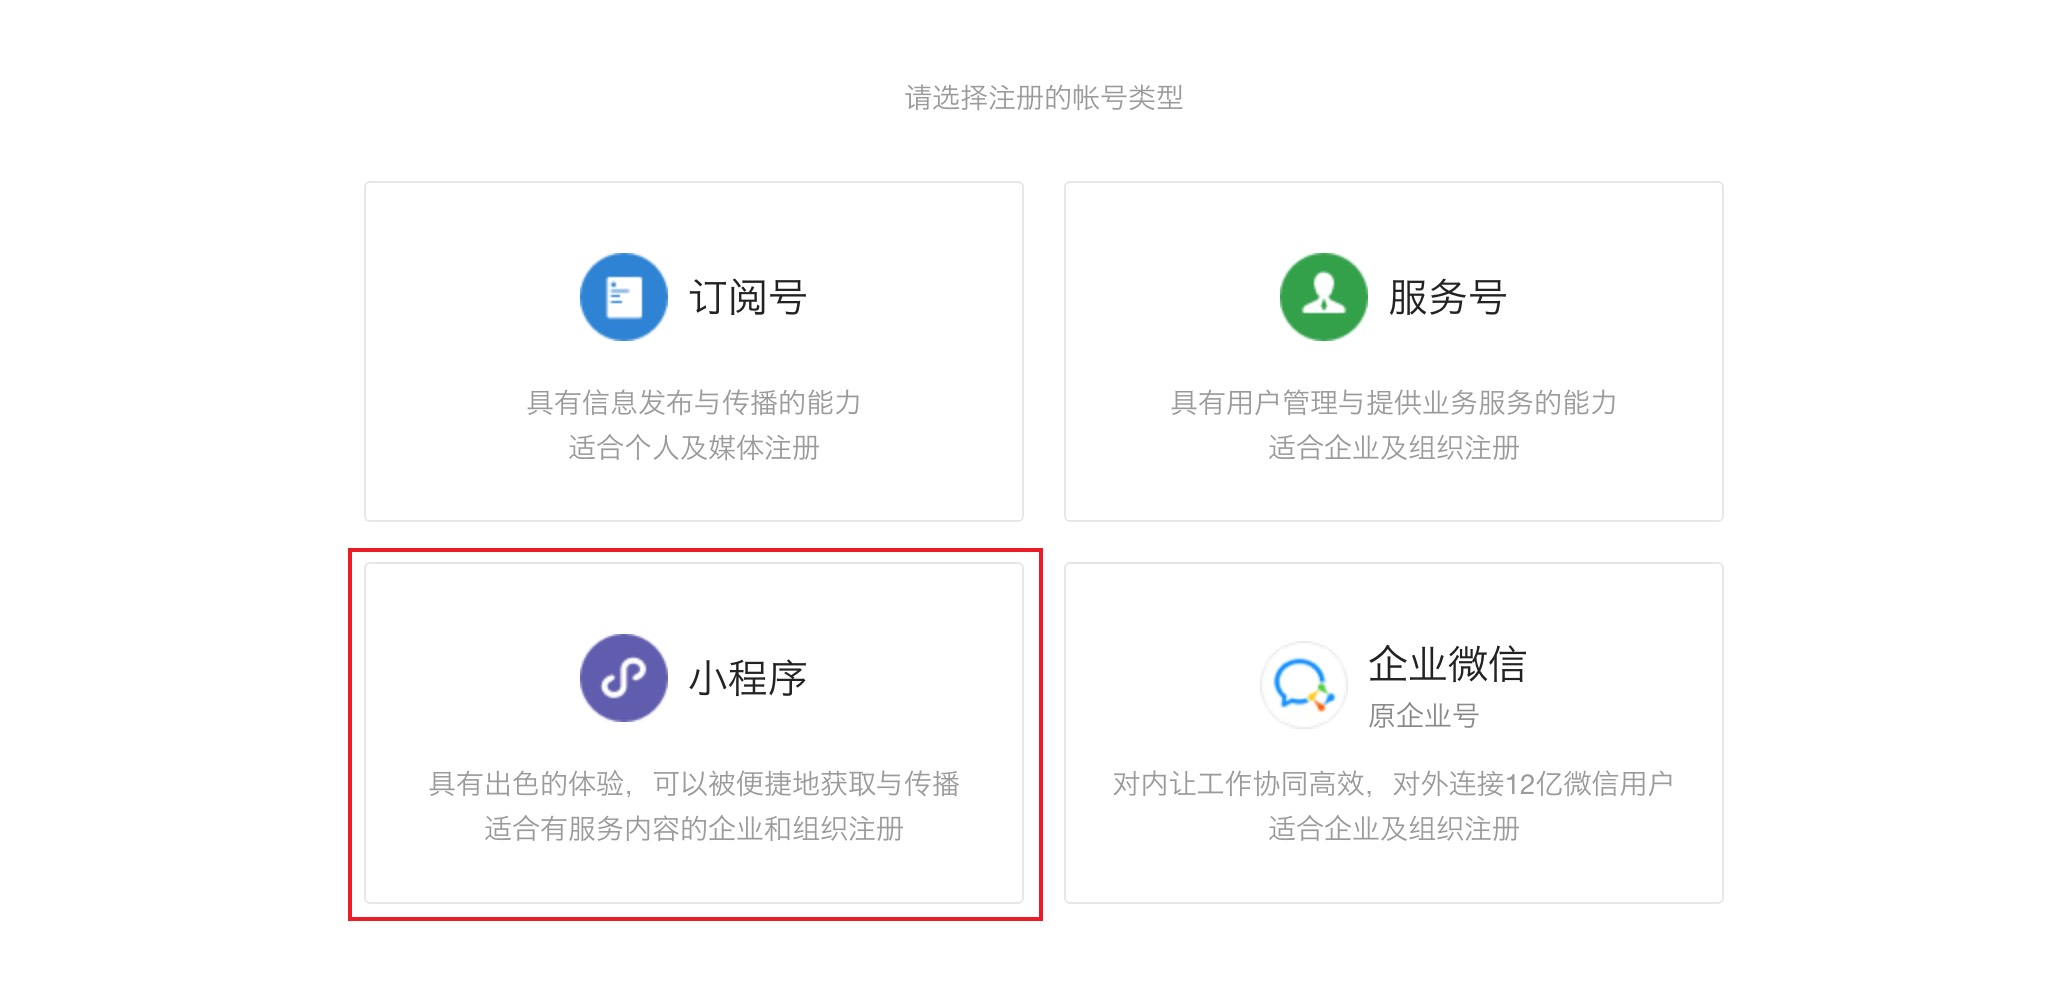 请选择注册的帐号类型
订阅号
具有信息发布与传播的能力
适合个人及媒体注册
服务号
具有用户管理与提供业务服务的能力
适合企业及组织注册
小程序
具有出色的体验，可以被便捷地获取与传播
适合有服务内容的企业和组织注册
企业微信
原企业号
对内让工作协同高效，对外连接12亿微信用户
适合企业及组织注册